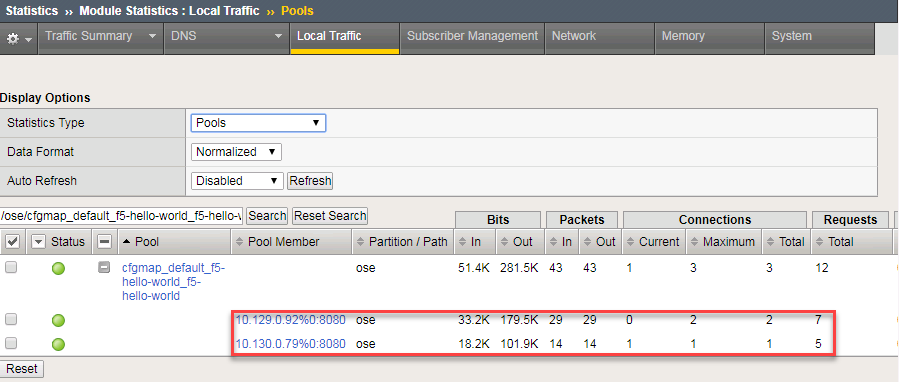 Statistics ›› Module Statistics : Local Traffic ›› Pools
Traffic Summary DNS Local Traffic Subscriber Management Network Memory System
Display Options
Statistics Type Pools
Data Format Normalized
Auto Refresh Disabled Refresh
/ose/cfgmap_default_f5-hello-world_f5-hello-v Search Reset Search Bits Packets Connections Requests
Status Pool Pool Member Partition / Path In Out In Out Current Maximum Total Total
cfgmap_default_f5- ose 51.4K 281.5K 43 43 1 3 3 12
hello-world_f5-
hello-world
10.129.0.92%0:8080 ose 33.2K 179.5K 29 29 0 2 2 7
10.130.0.79%0:8080 ose 18.2K 101.9K 14 14 1 1 1 5
Reset